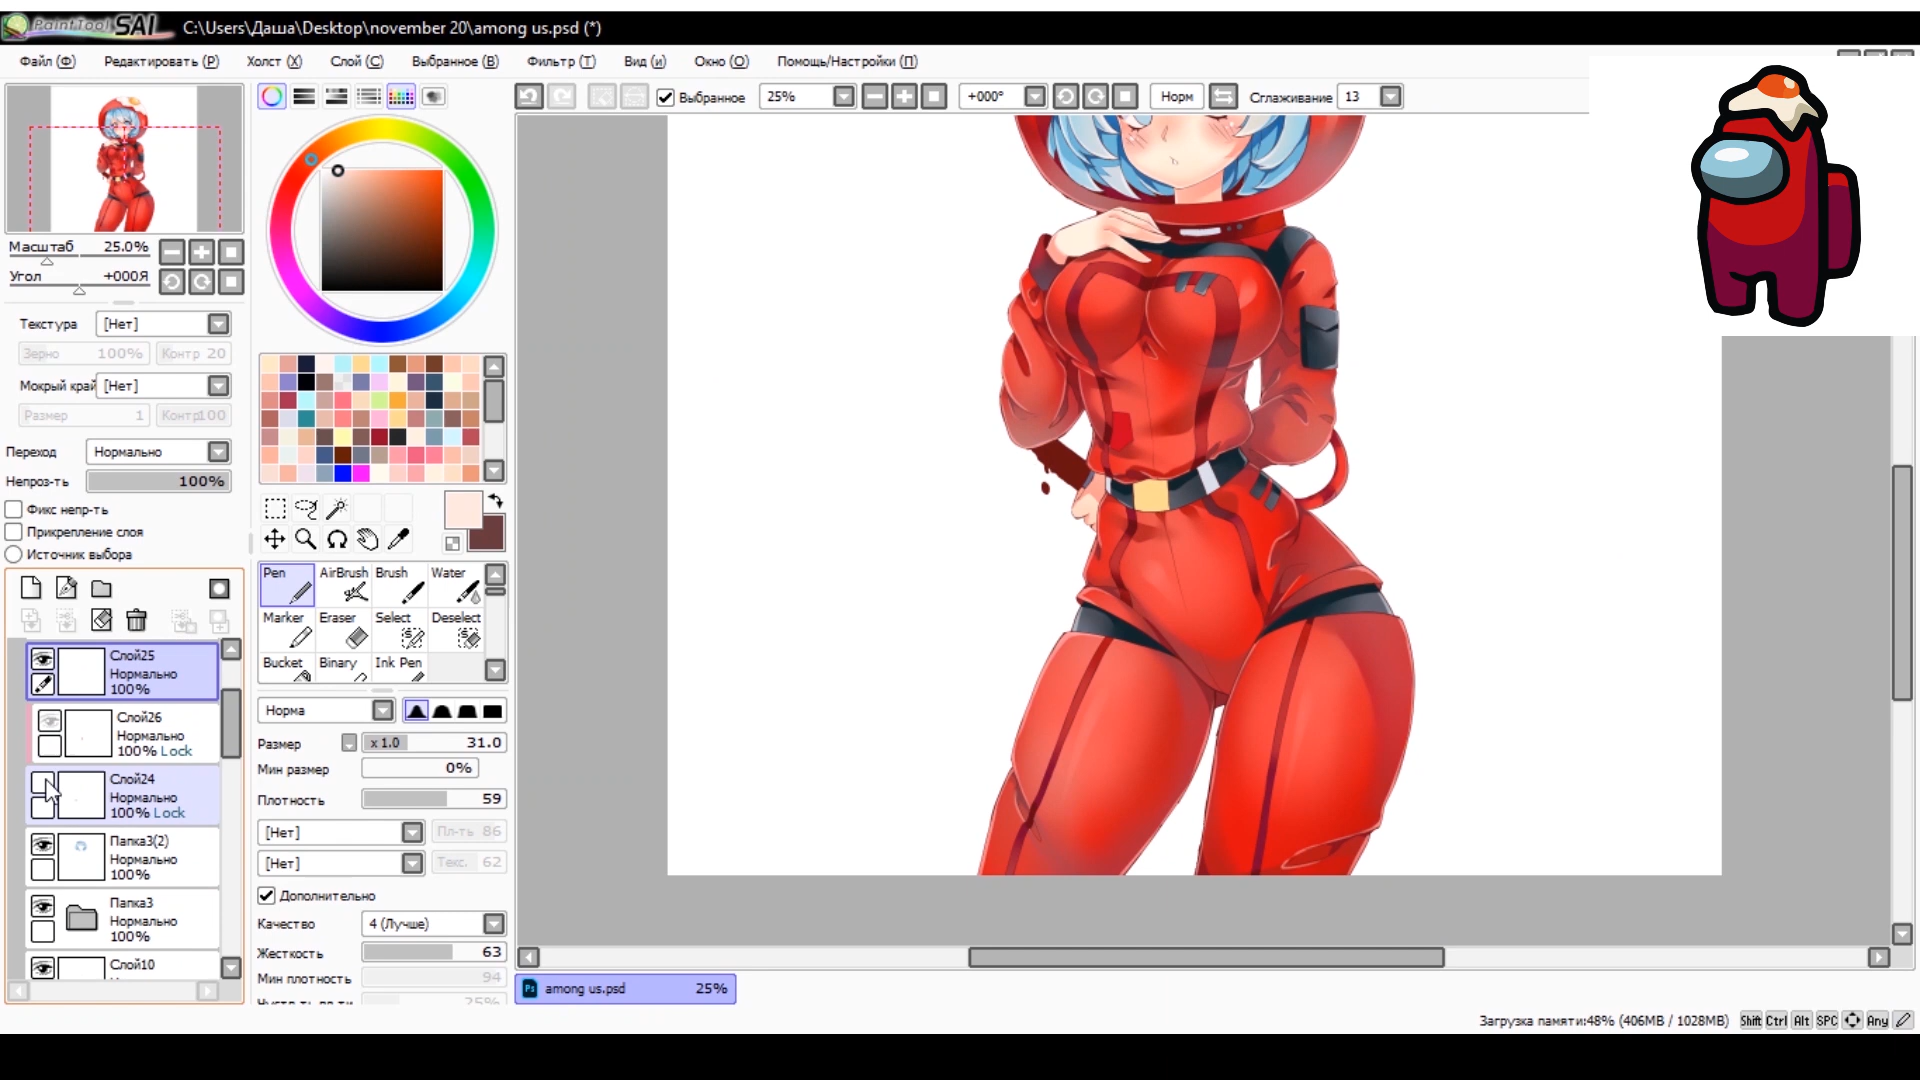 PaintTool SAI C:\Users\Даша\Desktop\november 20\among us.psd (*)
Файл (Ф) Редактировать (Р) Холст (Х) Слой (С) Выбранное (В) Фильтр (Т) Вид (и) Окно (О) Помощь/Настройки (П)
Выбранное 25% +000° Норм Сглаживание 13
Масштаб 25.0%
Угол +000Я
Текстура [Нет]
Зерно 100% Контр 20
Мокрый край [Нет]
Размер 1 Контр100
Переход Нормально
Непроз-ть 100%
Фикс непр-ть
Прикрепление слоя
Источник выбора
Слой25
Нормально
100%
Слой26
Нормально
100% Lock
Слой24
Нормально
100% Lock
Папка3(2)
Нормально
100%
Папка3
Нормально
100%
Слой10
Pen AirBrush Brush Water
Marker Eraser Select Deselect
Bucket Binary Ink Pen
Норма
Размер x 1.0 31.0
Мин размер 0%
Плотность 59
[Нет] Пл-ть 86
[Нет] Текс. 62
Дополнительно
Качество 4 (Лучше)
Жесткость 63
Мин плотность 94
25%
Ps among us.psd 25%
Загрузка памяти:48% (406MB / 1028MB) Shift Ctrl Alt SPC Any